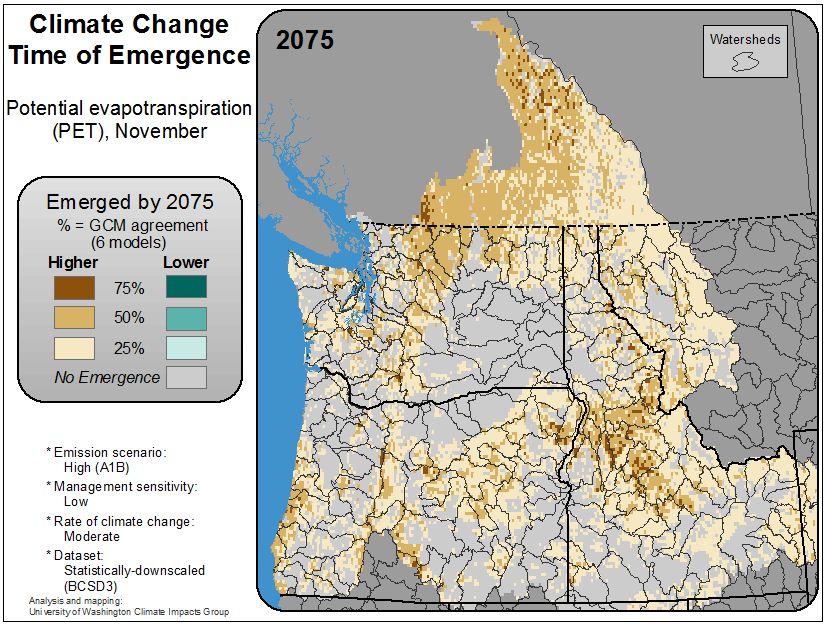 Climate Change
Time of Emergence
Potential evapotranspiration
(PET), November
Emerged by 2075
% = GCM agreement
(6 models)
Higher Lower
75%
50%
25%
No Emergence
* Emission scenario:
High (A1B)
* Management sensitivity:
Low
* Rate of climate change:
Moderate
* Dataset:
Statistically-downscaled
(BCSD3)
Analysis and mapping:
University of Washington Climate Impacts Group
2075
Watersheds